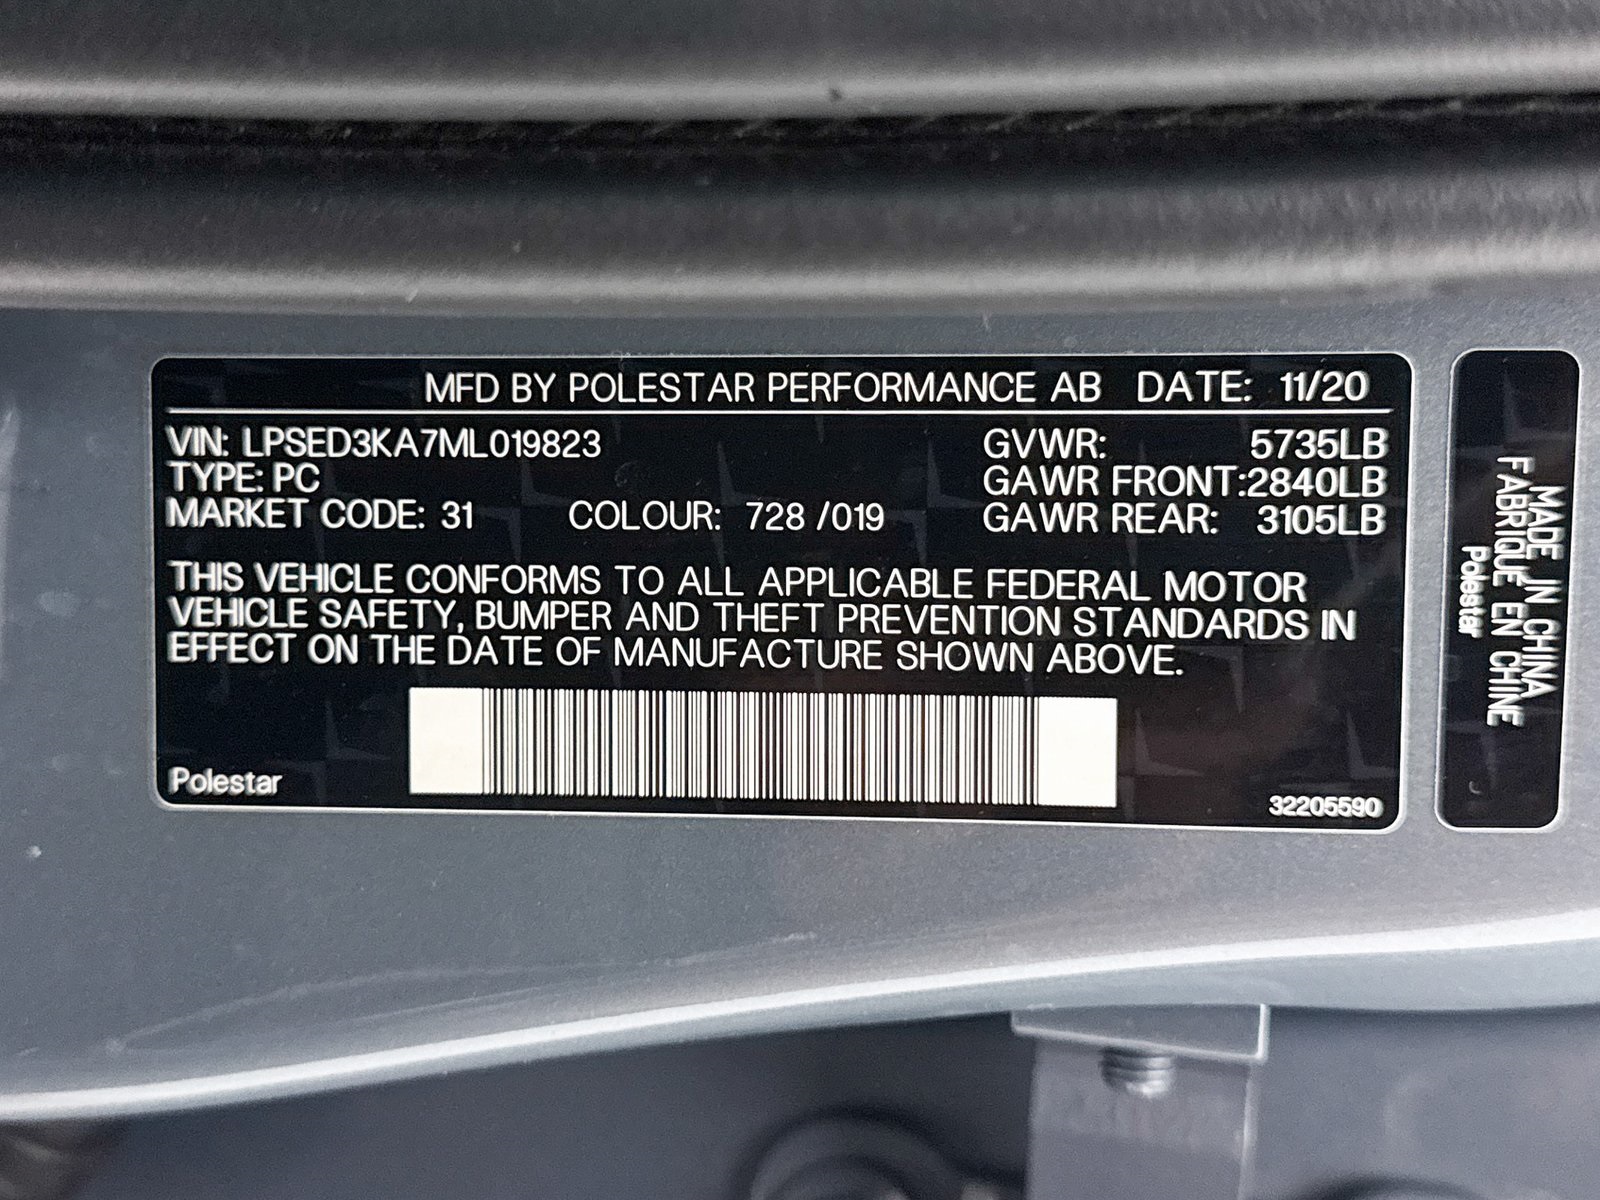 MFD BY POLESTAR PERFORMANCE AB DATE: 11/20
VIN: LPSED3KA7ML019823 GVWR: 5735LB
TYPE: PC GAWR FRONT:2840LB
MARKET CODE: 31 COLOUR: 728 /019 GAWR REAR: 3105LB
THIS VEHICLE CONFORMS TO ALL APPLICABLE FEDERAL MOTOR
VEHICLE SAFETY, BUMPER AND THEFT PREVENTION STANDARDS IN
EFFECT ON THE DATE OF MANUFACTURE SHOWN ABOVE.
Polestar
32205590
MADE IN CHINA
FABRIQUE EN CHINE
Polestar